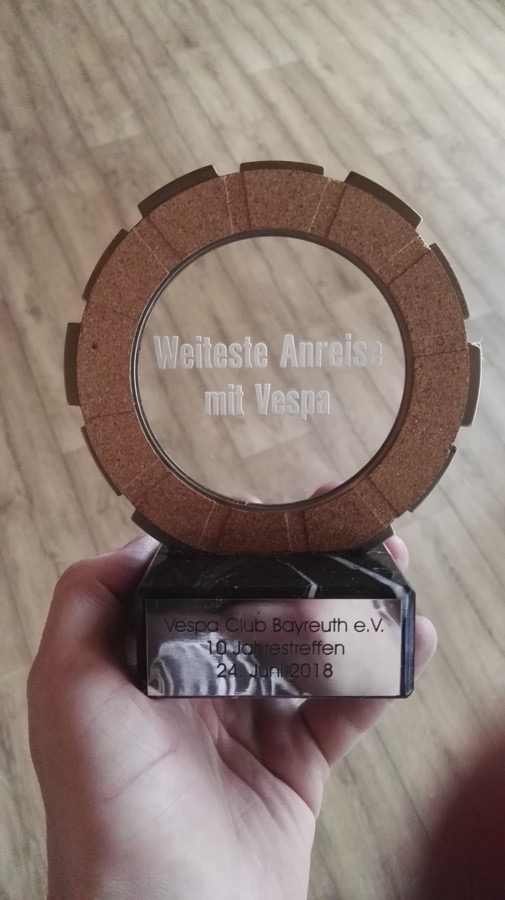 Weiteste Anreise
mit Vespa
Vespa Club Bayreuth e.V.
10 Jahrestreffen
24. Juni 2018